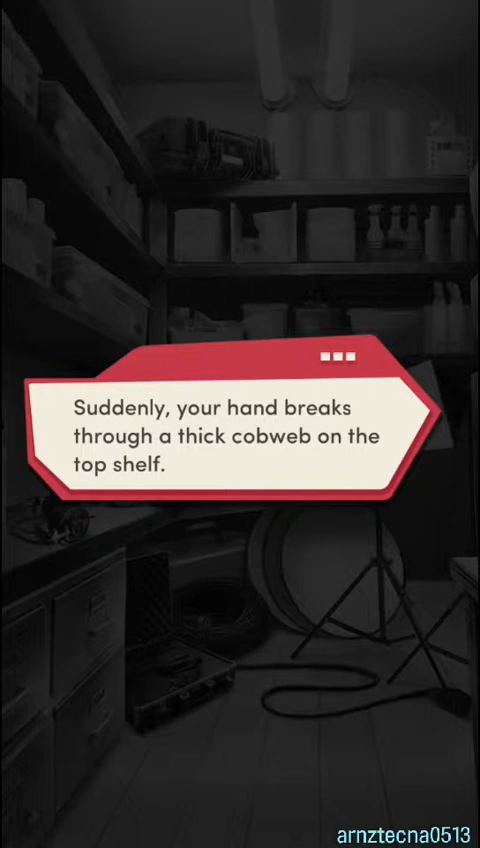 Suddenly, your hand breaks
through a thick cobweb on the
top shelf.
arnztecna0513